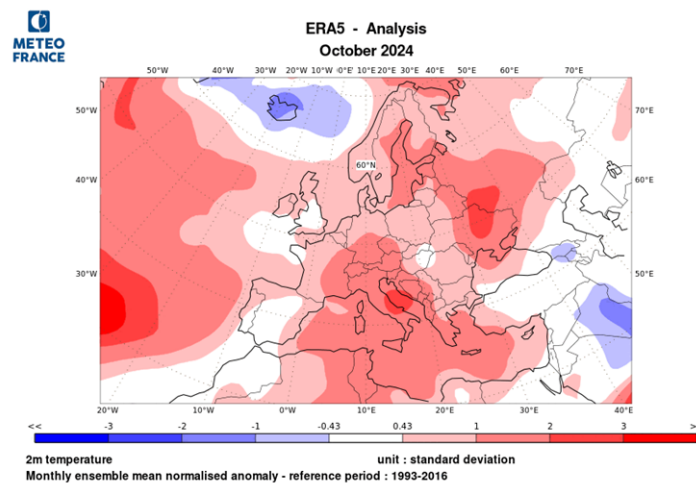 METEO
FRANCE
ERA5 - Analysis
October 2024
50°W 40°W 30°W 20°W 10°W 0°E 10°E 20°E 30°E 40°E 50°E 60°E 70°E
50°W 70°E
60°N
40°W 60°E
30°W 50°E
20°W 10°W 0°W 10°E 20°E 30°E 40°E
<< -3 -2 -1 -0.43 0.43 1 2 3 >
2m temperature unit : standard deviation
Monthly ensemble mean normalised anomaly - reference period : 1993-2016